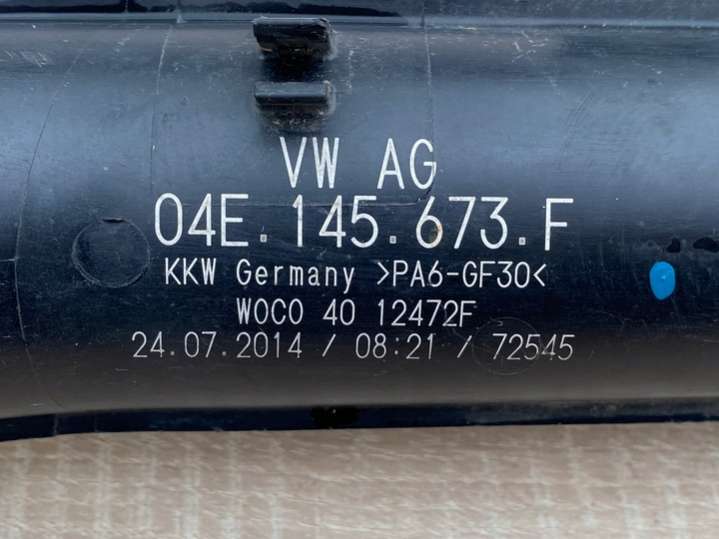 VW AG
04E.145.673.F
KKW Germany >PA6-GF30<
WOCO 40 12472F
24.07.2014 / 08:21 / 72545